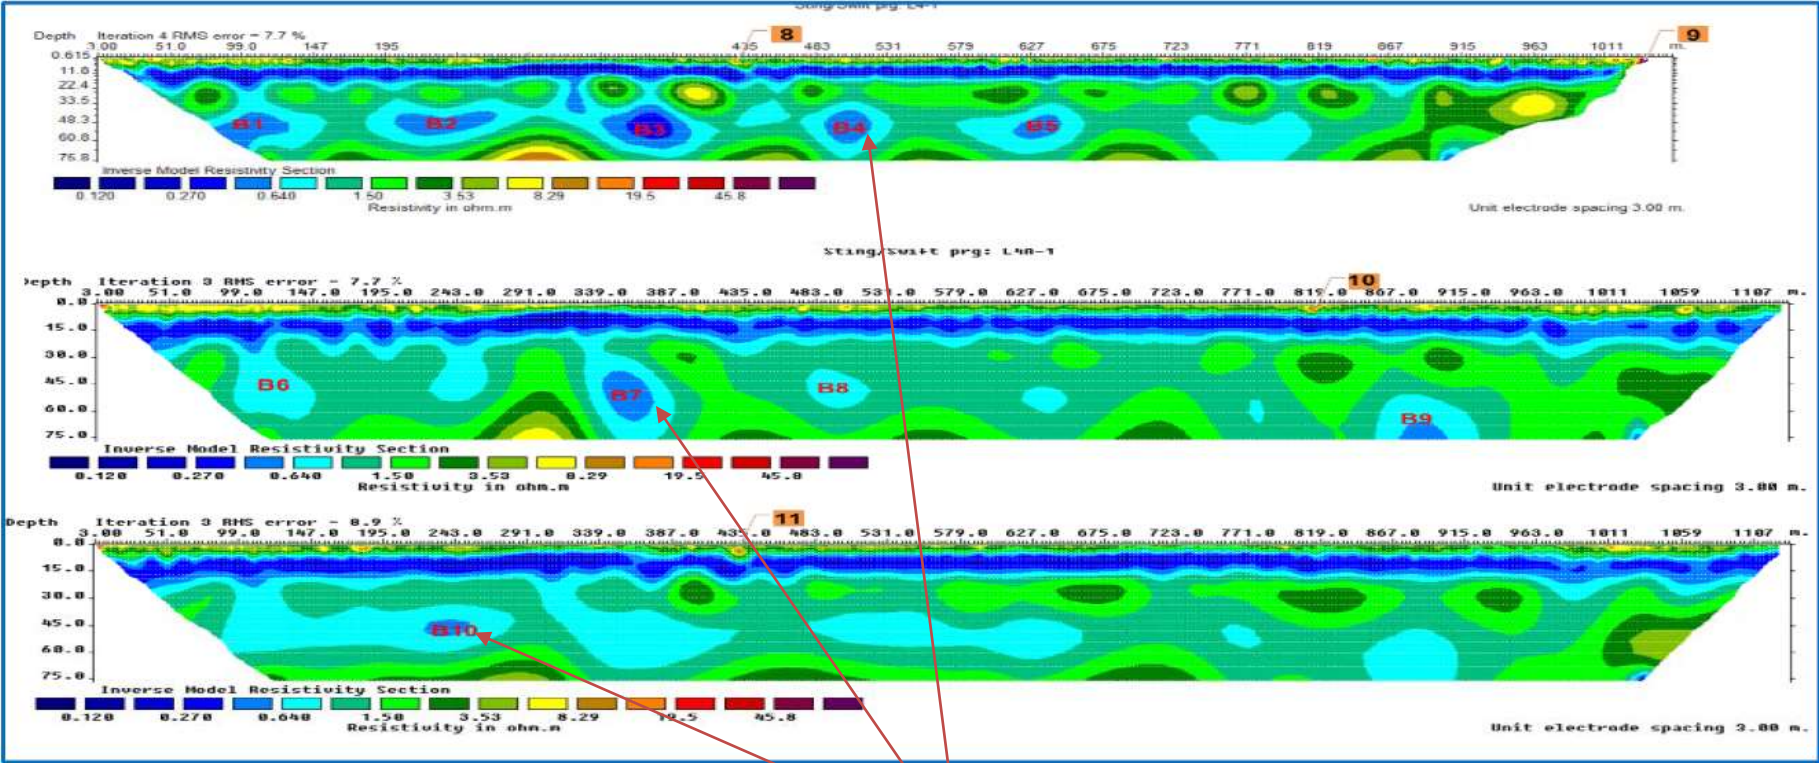 Sting/Swift prg: L4-1
8
9
Depth Iteration 4 RMS error = 7.7 %
3.00 51.0 99.0 147 195 435 483 531 579 627 675 723 771 819 867 915 963 1011 m.
0.615
11.6
22.4
33.5
48.3
60.8
75.8
B1 B2 B3 B4 B5
Inverse Model Resistivity Section
0.120 0.270 0.640 1.50 3.53 8.29 19.5 45.8
Resistivity in ohm.m
Unit electrode spacing 3.00 m.
Sting/Swift prg: L4A-1
10
Depth Iteration 3 RMS error = 7.7 %
3.00 51.0 99.0 147.0 195.0 243.0 291.0 339.0 387.0 435.0 483.0 531.0 579.0 627.0 675.0 723.0 771.0 819.0 867.0 915.0 963.0 1011 1059 1107 m.
0.0
15.0
30.0
45.0
60.0
75.0
B6 B7 B8 B9
Inverse Model Resistivity Section
0.120 0.270 0.640 1.50 3.53 8.29 19.5 45.8
Resistivity in ohm.m
Unit electrode spacing 3.00 m.
11
Depth Iteration 3 RMS error = 8.9 %
3.00 51.0 99.0 147.0 195.0 243.0 291.0 339.0 387.0 435.0 483.0 531.0 579.0 627.0 675.0 723.0 771.0 819.0 867.0 915.0 963.0 1011 1059 1107 m.
0.0
15.0
30.0
45.0
60.0
75.0
B10
Inverse Model Resistivity Section
0.120 0.270 0.640 1.50 3.53 8.29 19.5 45.8
Resistivity in ohm.m
Unit electrode spacing 3.00 m.